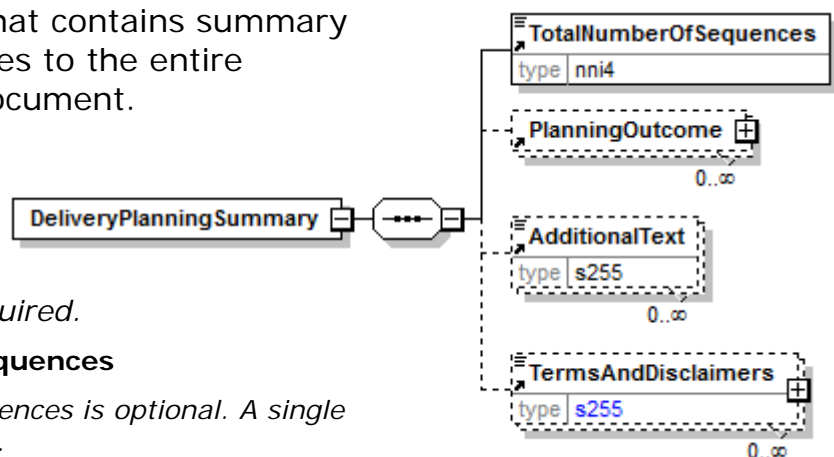 hat contains summary
es to the entire
ocument.
uired.
quences
ences is optional. A single
DeliveryPlanningSummary
TotalNumberOfSequences
type nni4
PlanningOutcome
0..∞
AdditionalText
type s255
0..∞
TermsAndDisclaimers
type s255
0..∞